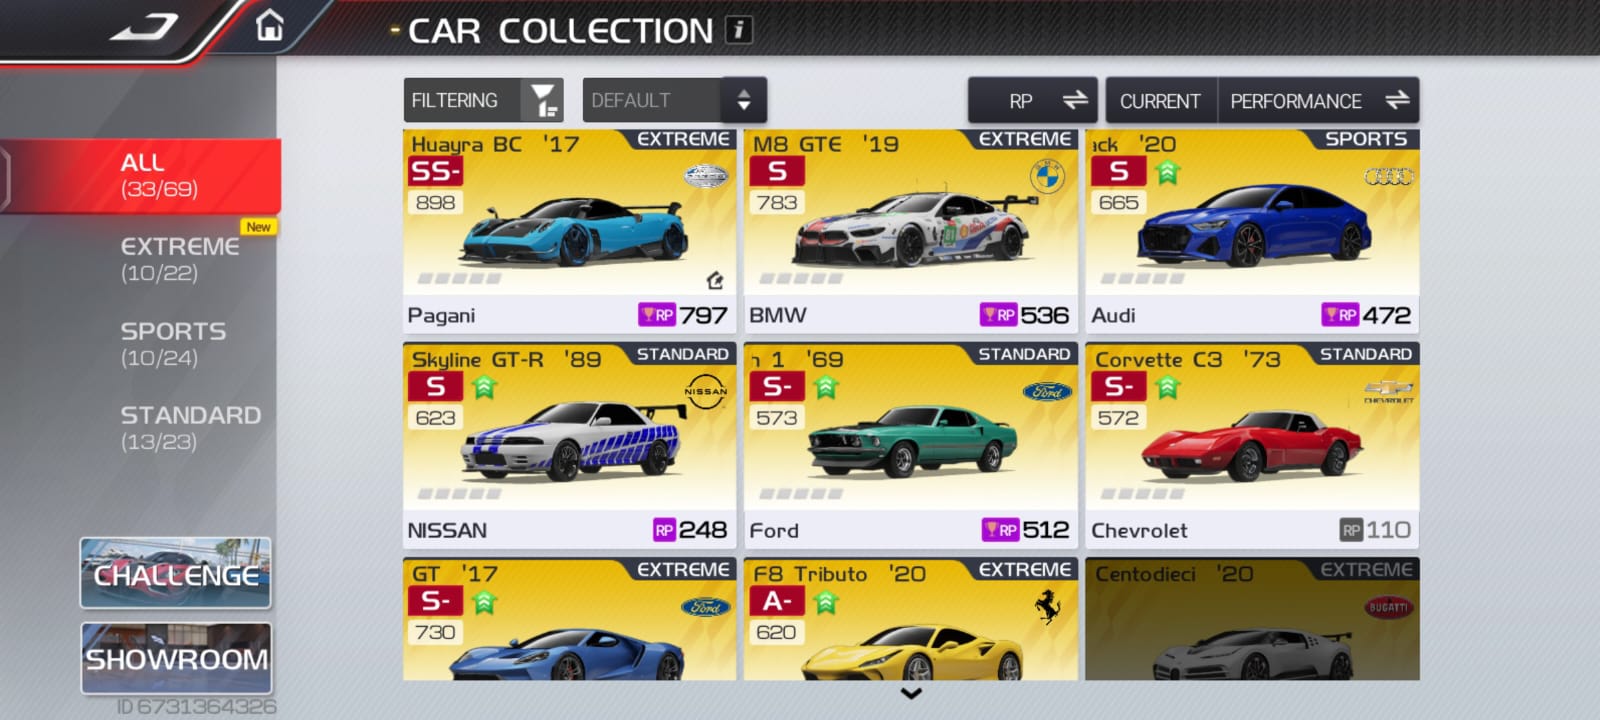 CAR COLLECTION i
FILTERING
DEFAULT
RP
CURRENT
PERFORMANCE
ALL
(33/69)
New
EXTREME
(10/22)
SPORTS
(10/24)
STANDARD
(13/23)
CHALLENGE
SHOWROOM
ID 6731364326
Huayra BC '17 EXTREME
SS-
898
Pagani RP 797
M8 GTE '19 EXTREME
S
783
BMW RP 536
ack '20 SPORTS
S
665
Audi RP 472
Skyline GT-R '89 STANDARD
S
NISSAN
623
NISSAN RP 248
1 '69 STANDARD
S-
Ford
573
Ford RP 512
Corvette C3 '73 STANDARD
S-
CHEVROLET
572
Chevrolet RP 110
GT '17 EXTREME
S-
Ford
730
F8 Tributo '20 EXTREME
A-
620
Centodieci '20 EXTREME
BUGATTI